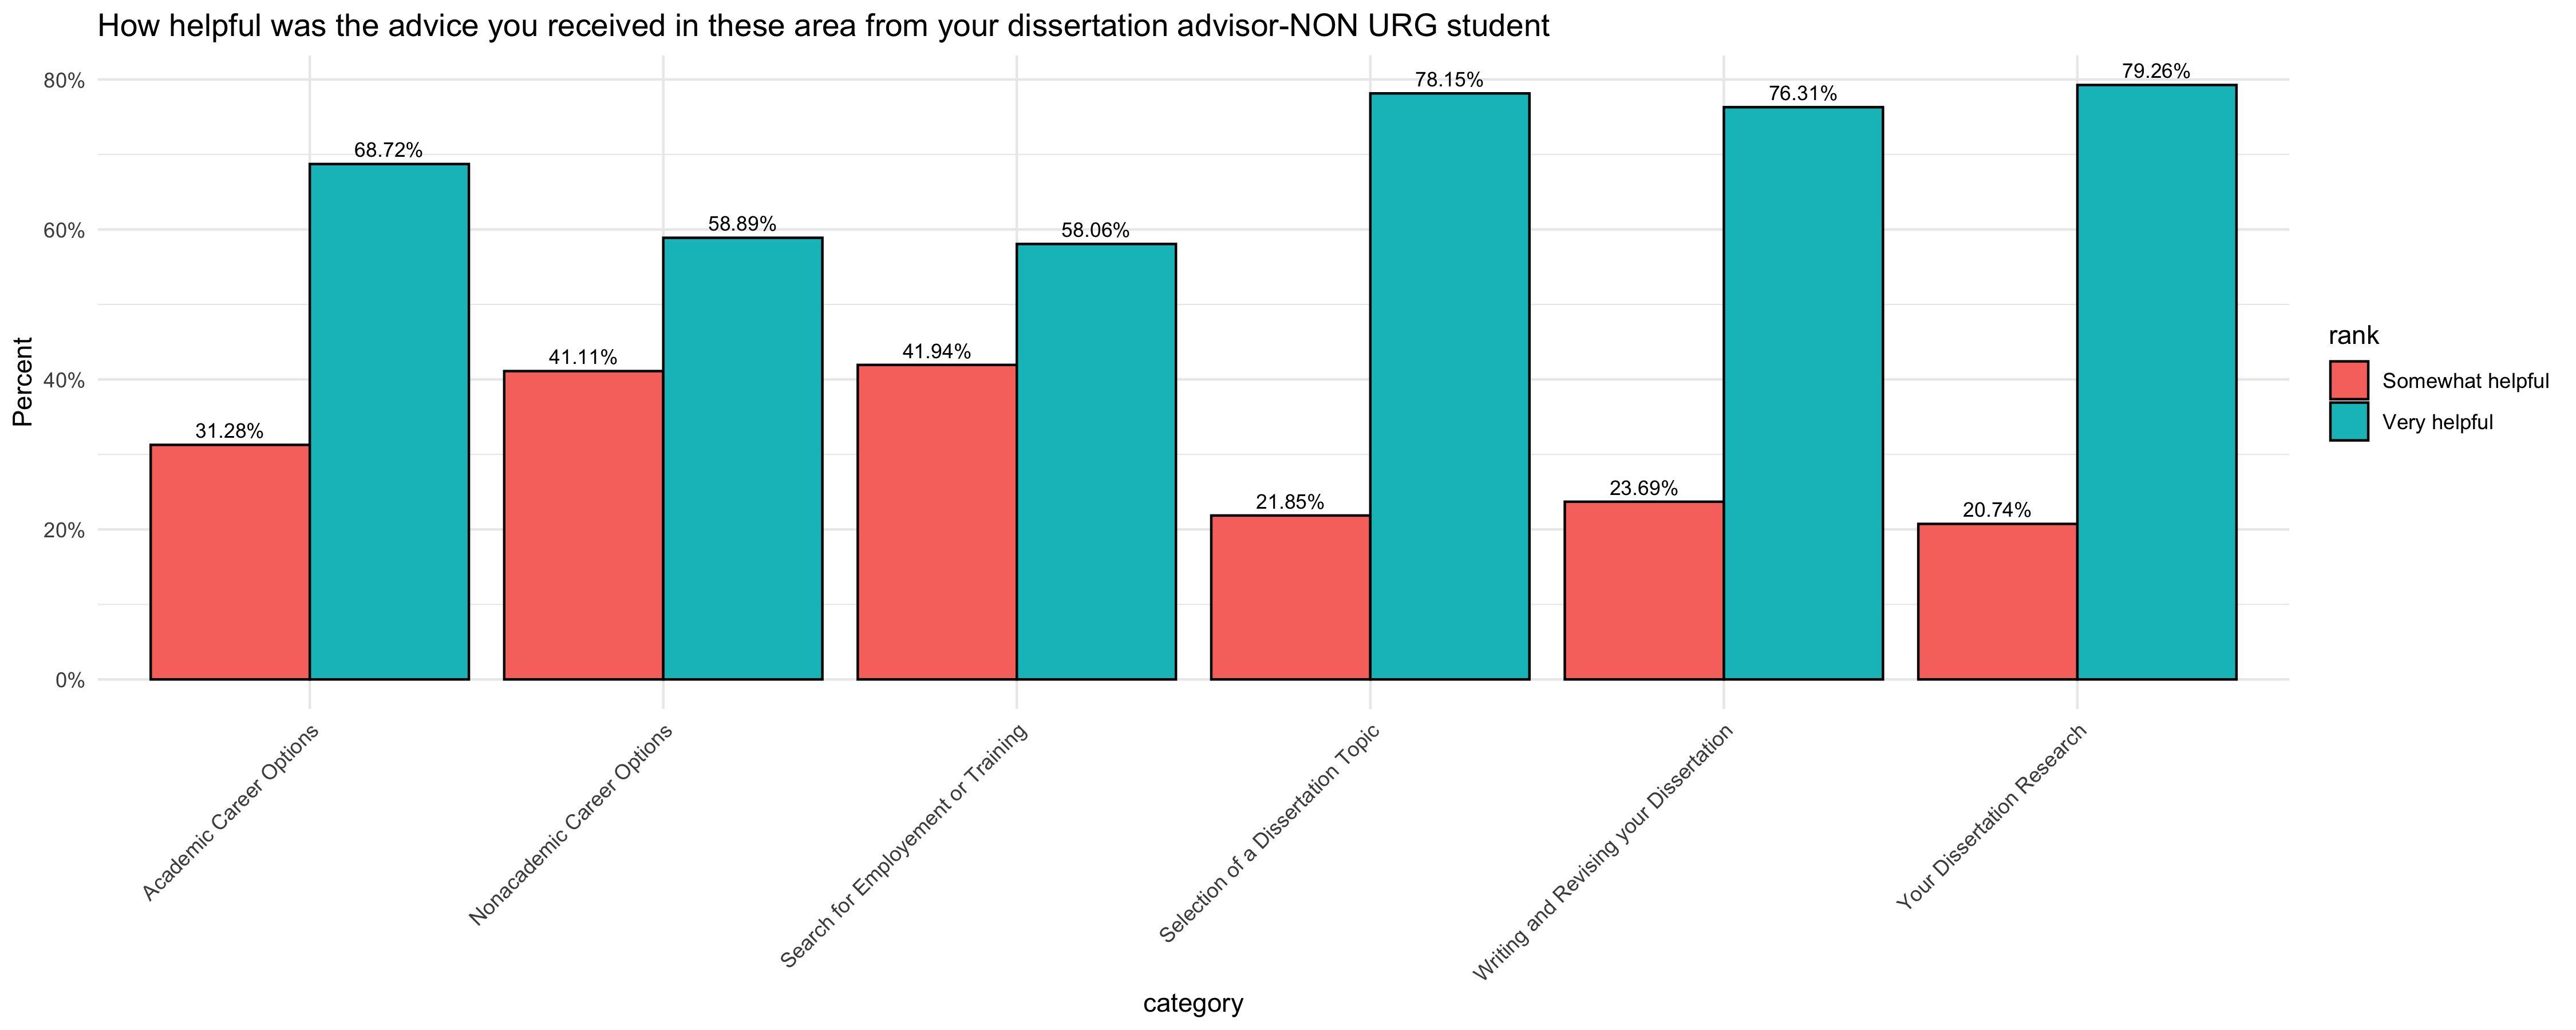 How helpful was the advice you received in these area from your dissertation advisor-NON URG student
Percent
80%
60%
40%
20%
0%
31.28%
68.72%
41.11%
58.89%
41.94%
58.06%
21.85%
78.15%
23.69%
76.31%
20.74%
79.26%
Academic Career Options
Nonacademic Career Options
Search for Employement or Training
Selection of a Dissertation Topic
Writing and Revising your Dissertation
Your Dissertation Research
category
rank
Somewhat helpful
Very helpful